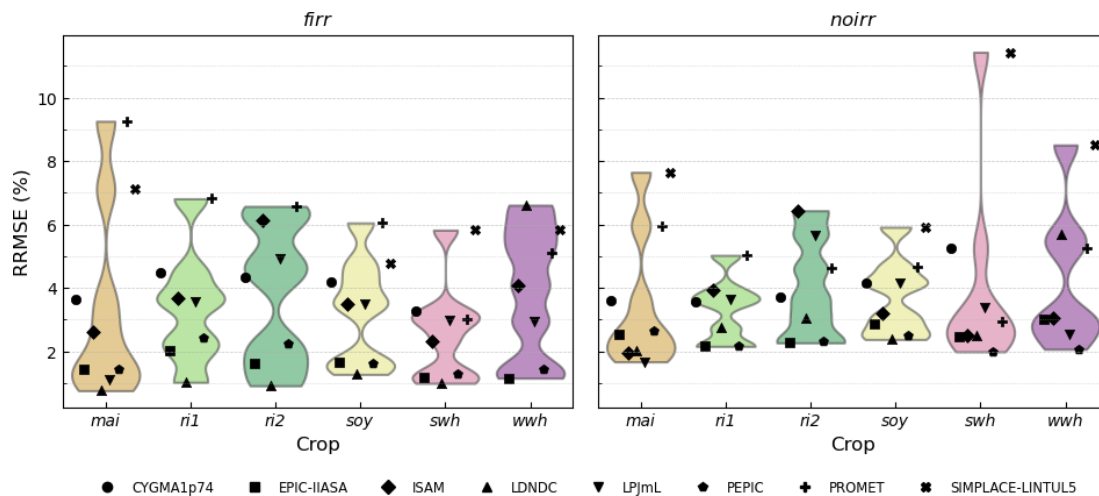 firr
noirr
RRMSE (%)
10
8
6
4
2
mai ri1 ri2 soy swh wwh
mai ri1 ri2 soy swh wwh
Crop
Crop
CYGMA1p74 EPIC-IIASA ISAM LDNDC LPJmL PEPIC PROMET SIMPLACE-LINTUL5